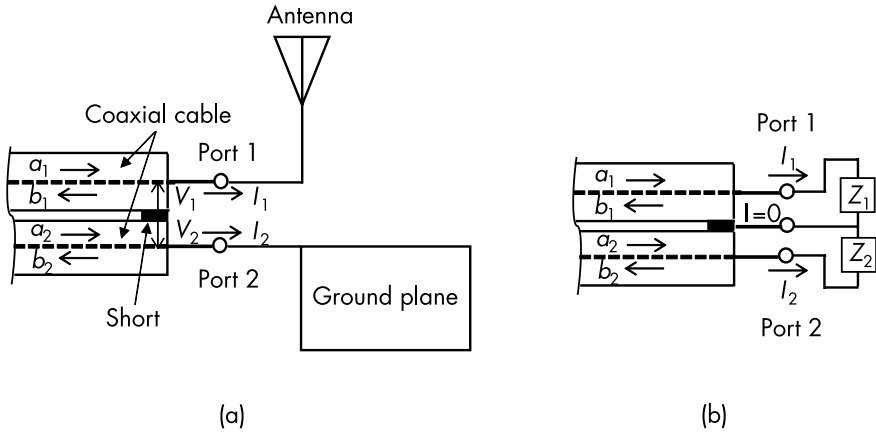 Antenna
Coaxial cable
Port 1
a1
b1
V1
I1
a2
b2
V2
I2
Port 2
Short
Ground plane
(a)
Port 1
I1
a1
b1
Z1
I=0
a2
b2
Z2
I2
Port 2
(b)